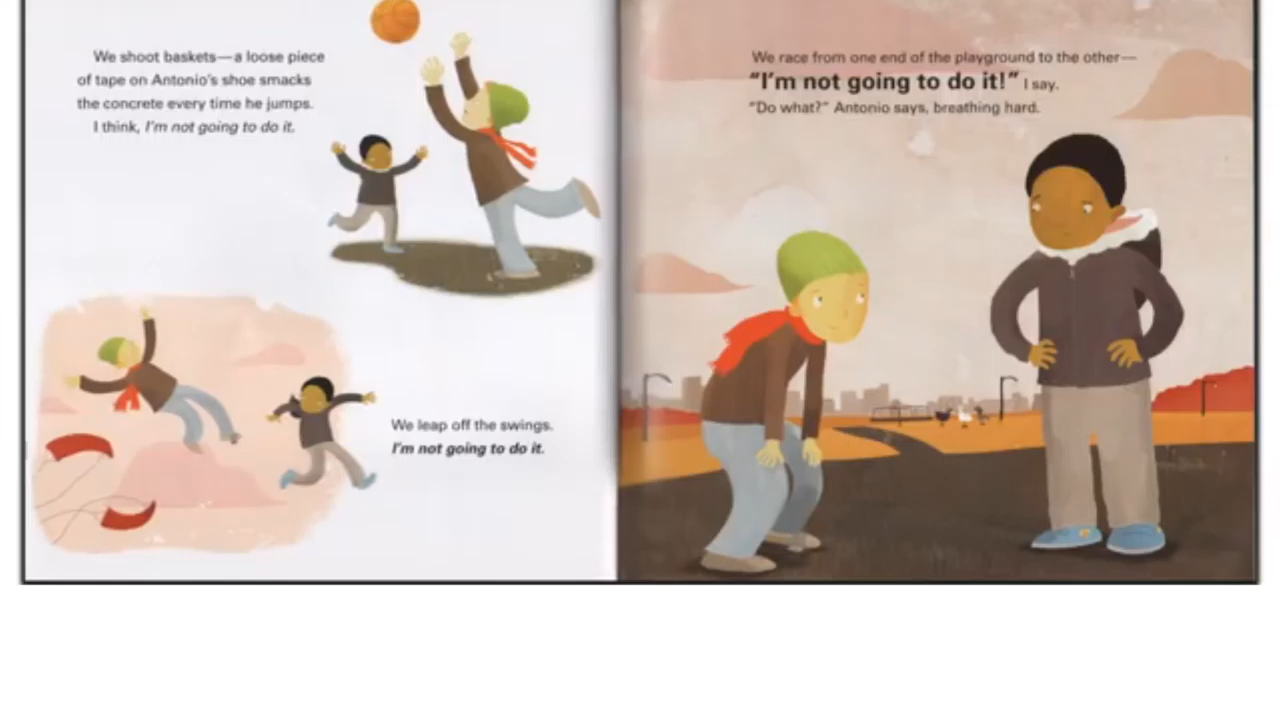 We shoot baskets—a loose piece
of tape on Antonio's shoe smacks
the concrete every time he jumps.
I think, I'm not going to do it.
We leap off the swings.
I'm not going to do it.
We race from one end of the playground to the other—
“I'm not going to do it!” I say.
“Do what?” Antonio says, breathing hard.